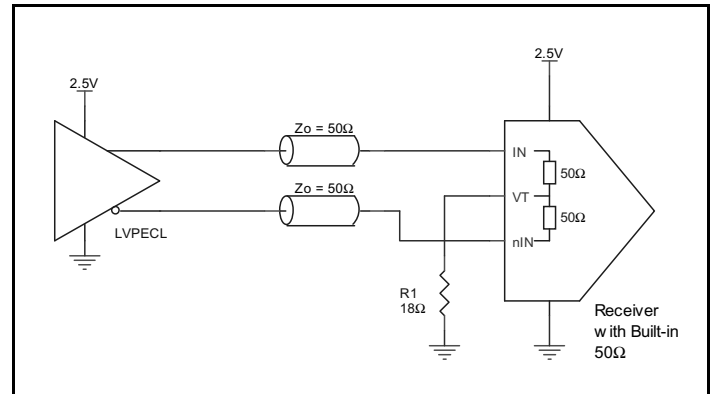 2.5V
2.5V
Zo = 50Ω
IN
50Ω
Zo = 50Ω
VT
50Ω
nIN
LVPECL
R1
18Ω
Receiver
with Built-in
50Ω